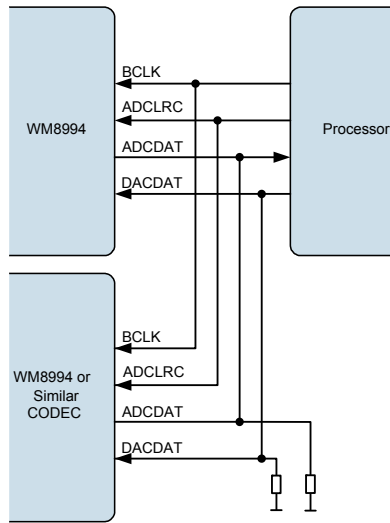 BCLK
ADCLRC
WM8994
Processor
ADCDAT
DACDAT
BCLK
WM8994 or
Similar
CODEC
ADCLRC
ADCDAT
DACDAT